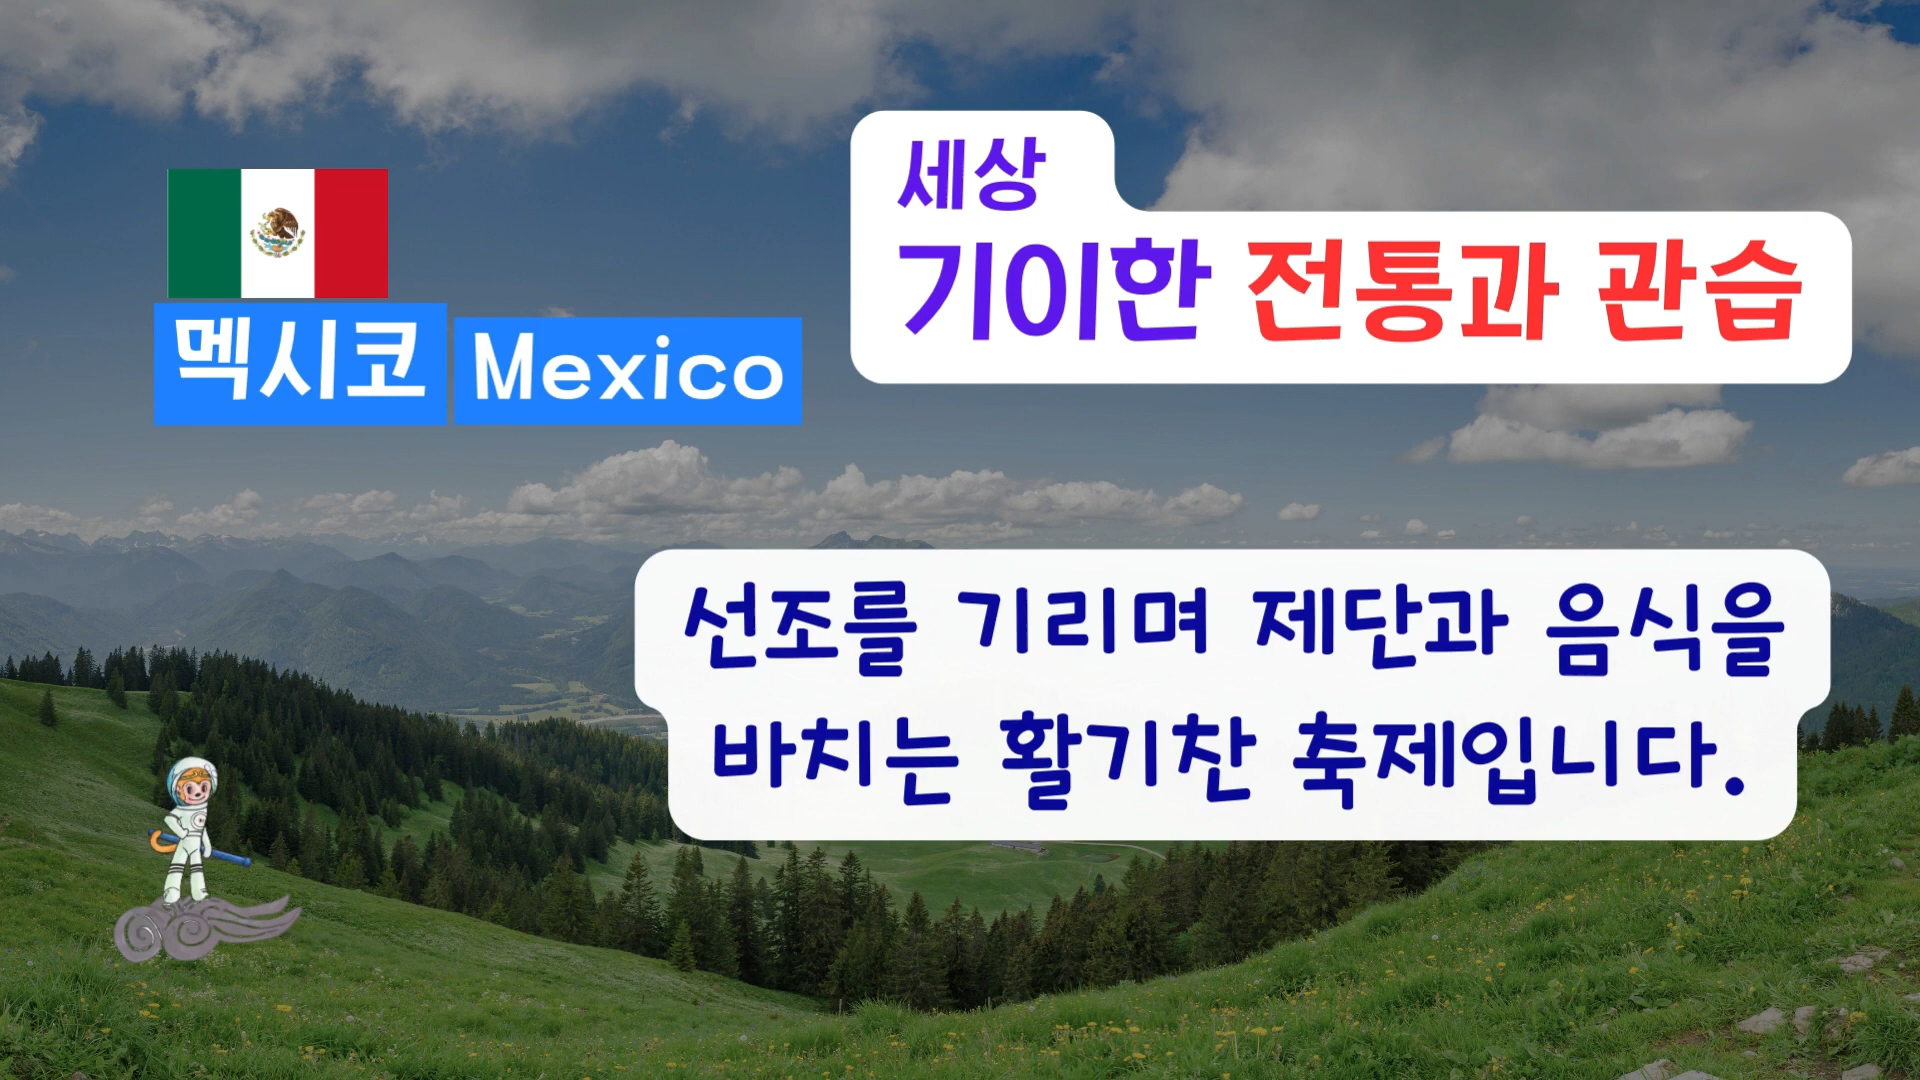 세상
기이한 전통과 관습
멕시코 Mexico
선조를 기리며 제단과 음식을
바치는 활기찬 축제입니다.